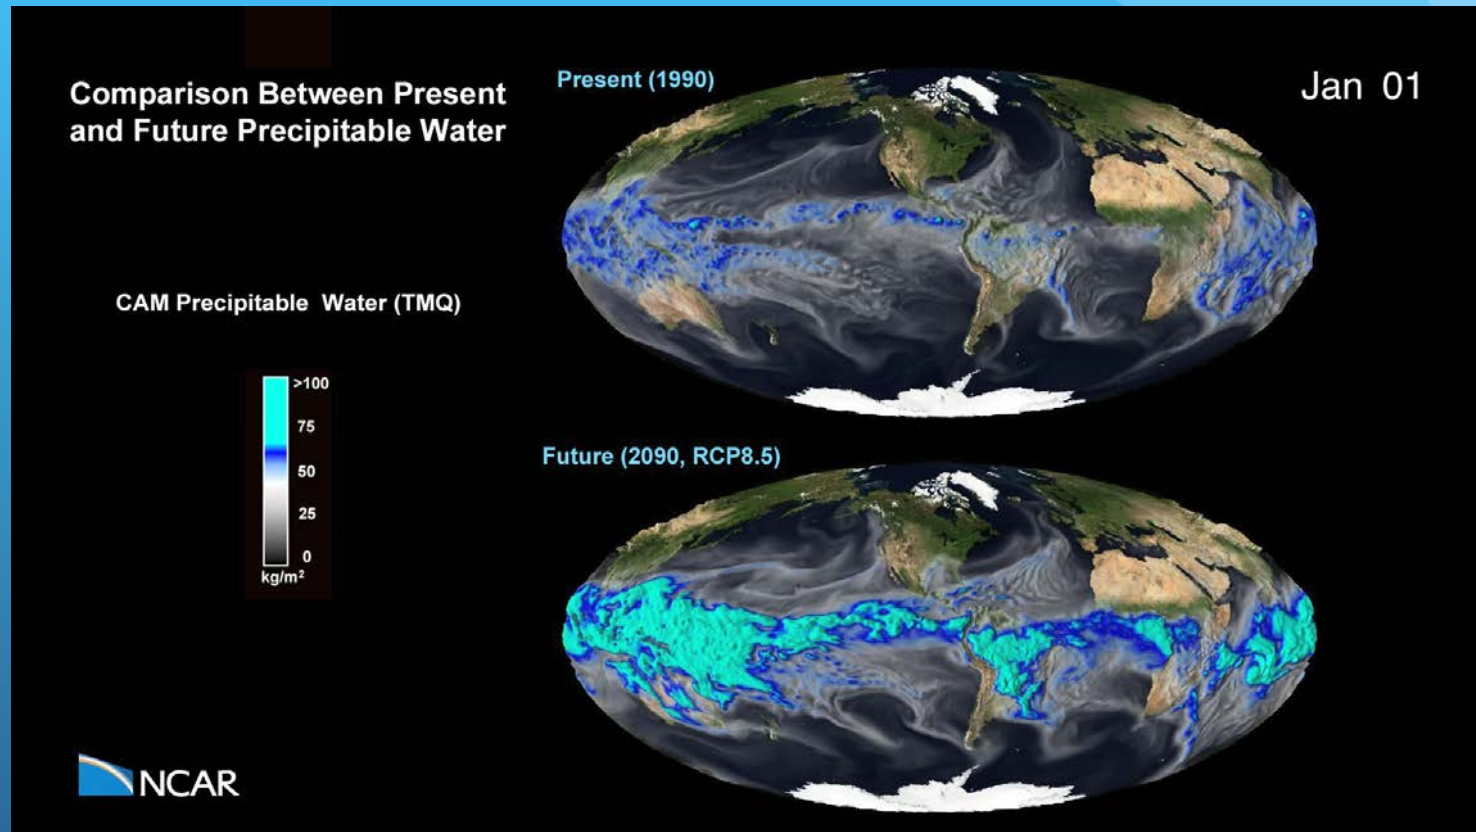 Comparison Between Present
and Future Precipitable Water
Present (1990)
Jan 01
CAM Precipitable Water (TMQ)
>100
75
50
25
0
kg/m²
Future (2090, RCP8.5)
NCAR